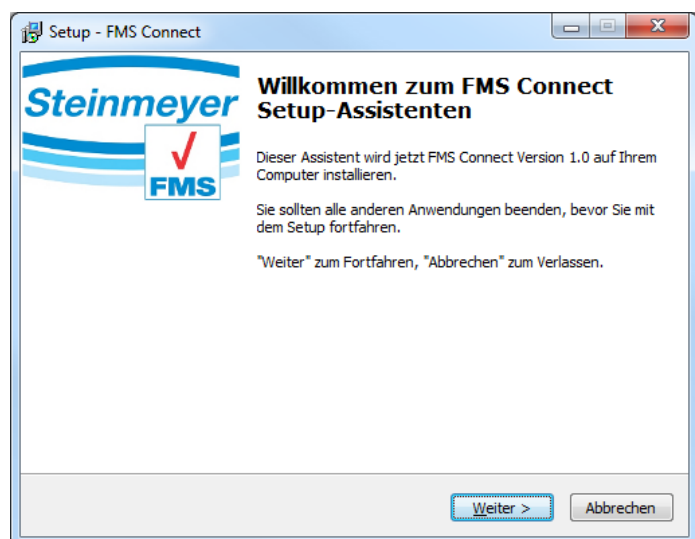 Setup - FMS Connect
Steinmeyer
FMS
Willkommen zum FMS Connect
Setup-Assistenten
Dieser Assistent wird jetzt FMS Connect Version 1.0 auf Ihrem
Computer installieren.
Sie sollten alle anderen Anwendungen beenden, bevor Sie mit
dem Setup fortfahren.
"Weiter" zum Fortfahren, "Abbrechen" zum Verlassen.
Weiter >
Abbrechen